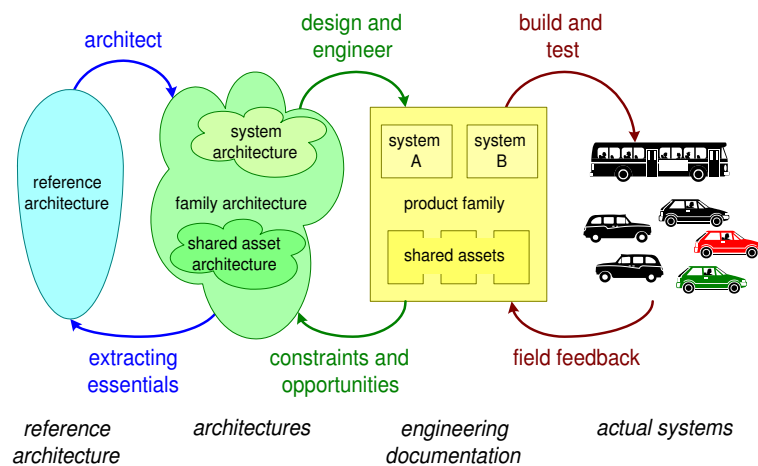 architect
design and
engineer
build and
test
reference
architecture
system
architecture
family architecture
shared asset
architecture
system
A
system
B
product family
shared assets
extracting
essentials
constraints and
opportunities
field feedback
reference
architecture
architectures
engineering
documentation
actual systems